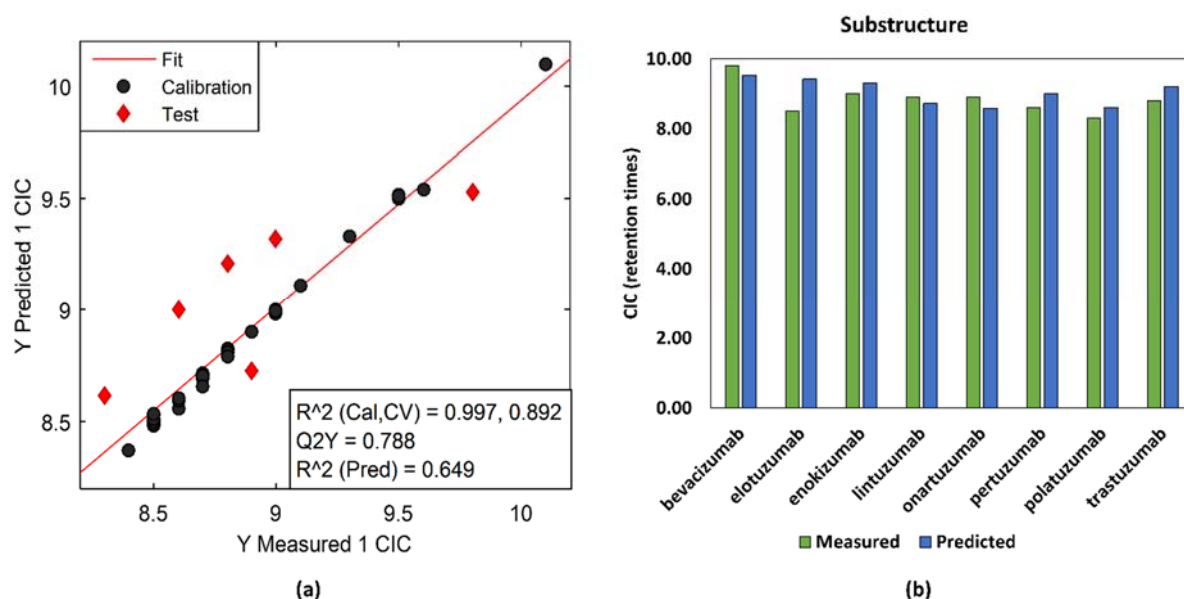 Fit
Calibration
Test
10
9.5
9
8.5
Y Predicted 1 CIC
R^2 (Cal,CV) = 0.997, 0.892
Q2Y = 0.788
R^2 (Pred) = 0.649
8.5
9
9.5
10
Y Measured 1 CIC
(a)
Substructure
10.00
8.00
6.00
4.00
2.00
0.00
CIC (retention times)
bevacizumab
elotuzumab
enokizumab
lintuzumab
onartuzumab
pertuzumab
polatuzumab
trastuzumab
Measured
Predicted
(b)